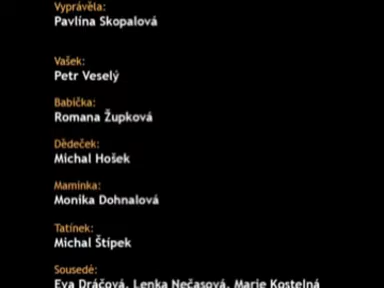 Vyprávěla:
Pavlína Skopalová
Vašek:
Petr Veselý
Babička:
Romana Župková
Dědeček:
Michal Hošek
Maminka:
Monika Dohnalová
Tatínek:
Michal Štípek
Sousedé:
Eva Dráčová, Lenka Nečasová, Marie Kostelná